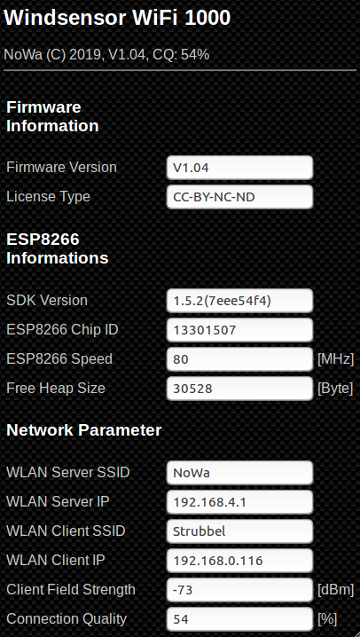 Windsensor WiFi 1000
NoWa (C) 2019, V1.04, CQ: 54%
Firmware
Information
Firmware Version V1.04
License Type CC-BY-NC-ND
ESP8266
Informations
SDK Version 1.5.2(7eee54f4)
ESP8266 Chip ID 13301507
ESP8266 Speed 80 [MHz]
Free Heap Size 30528 [Byte]
Network Parameter
WLAN Server SSID NoWa
WLAN Server IP 192.168.4.1
WLAN Client SSID Strubbel
WLAN Client IP 192.168.0.116
Client Field Strength -73 [dBm]
Connection Quality 54 [%]